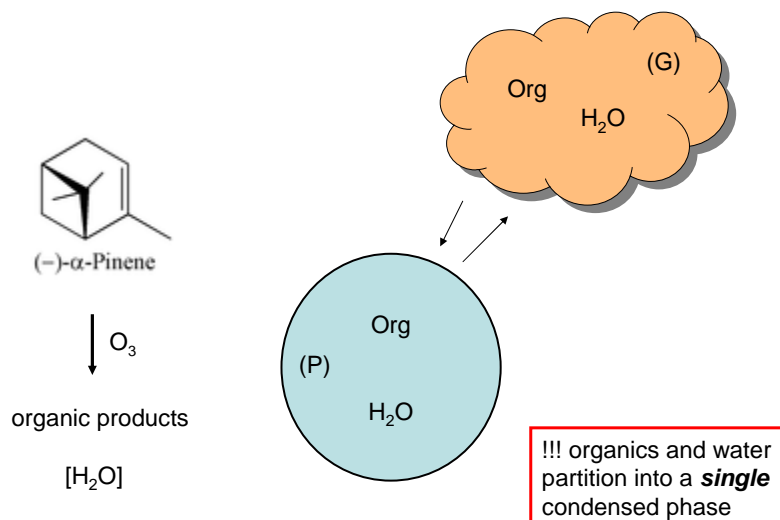 (G)
Org
H₂O
(−)-α-Pinene
O₃
organic products
[H₂O]
Org
(P)
H₂O
!!! organics and water
partition into a single
condensed phase